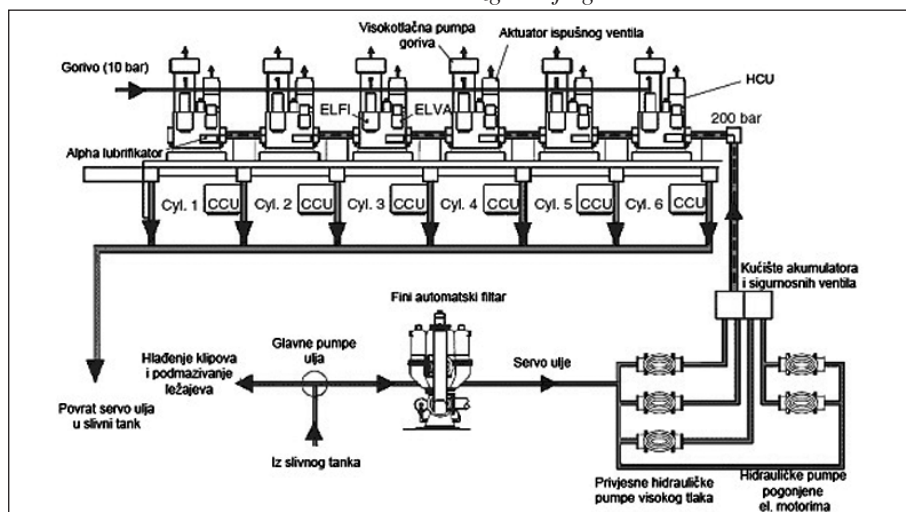 Visokotlačna pumpa
goriva
Aktuator ispušnog ventila
Gorivo (10 bar)
HCU
ELFI
ELVA
200 bar
Alpha lubrifikator
Cyl. 1
CCU
Cyl. 2
CCU
Cyl. 3
CCU
Cyl. 4
CCU
Cyl. 5
CCU
Cyl. 6
CCU
Kućište akumulatora
i sigurnosnih ventila
Fini automatski filtar
Glavne pumpe
ulja
Hlađenje klipova
i podmazivanje
ležajeva
Servo ulje
Povrat servo ulja
u slivni tank
Iz slivnog tanka
Privjesne hidrauličke
pumpe visokog tlaka
Hidrauličke pumpe
pogonjene
el. motorima